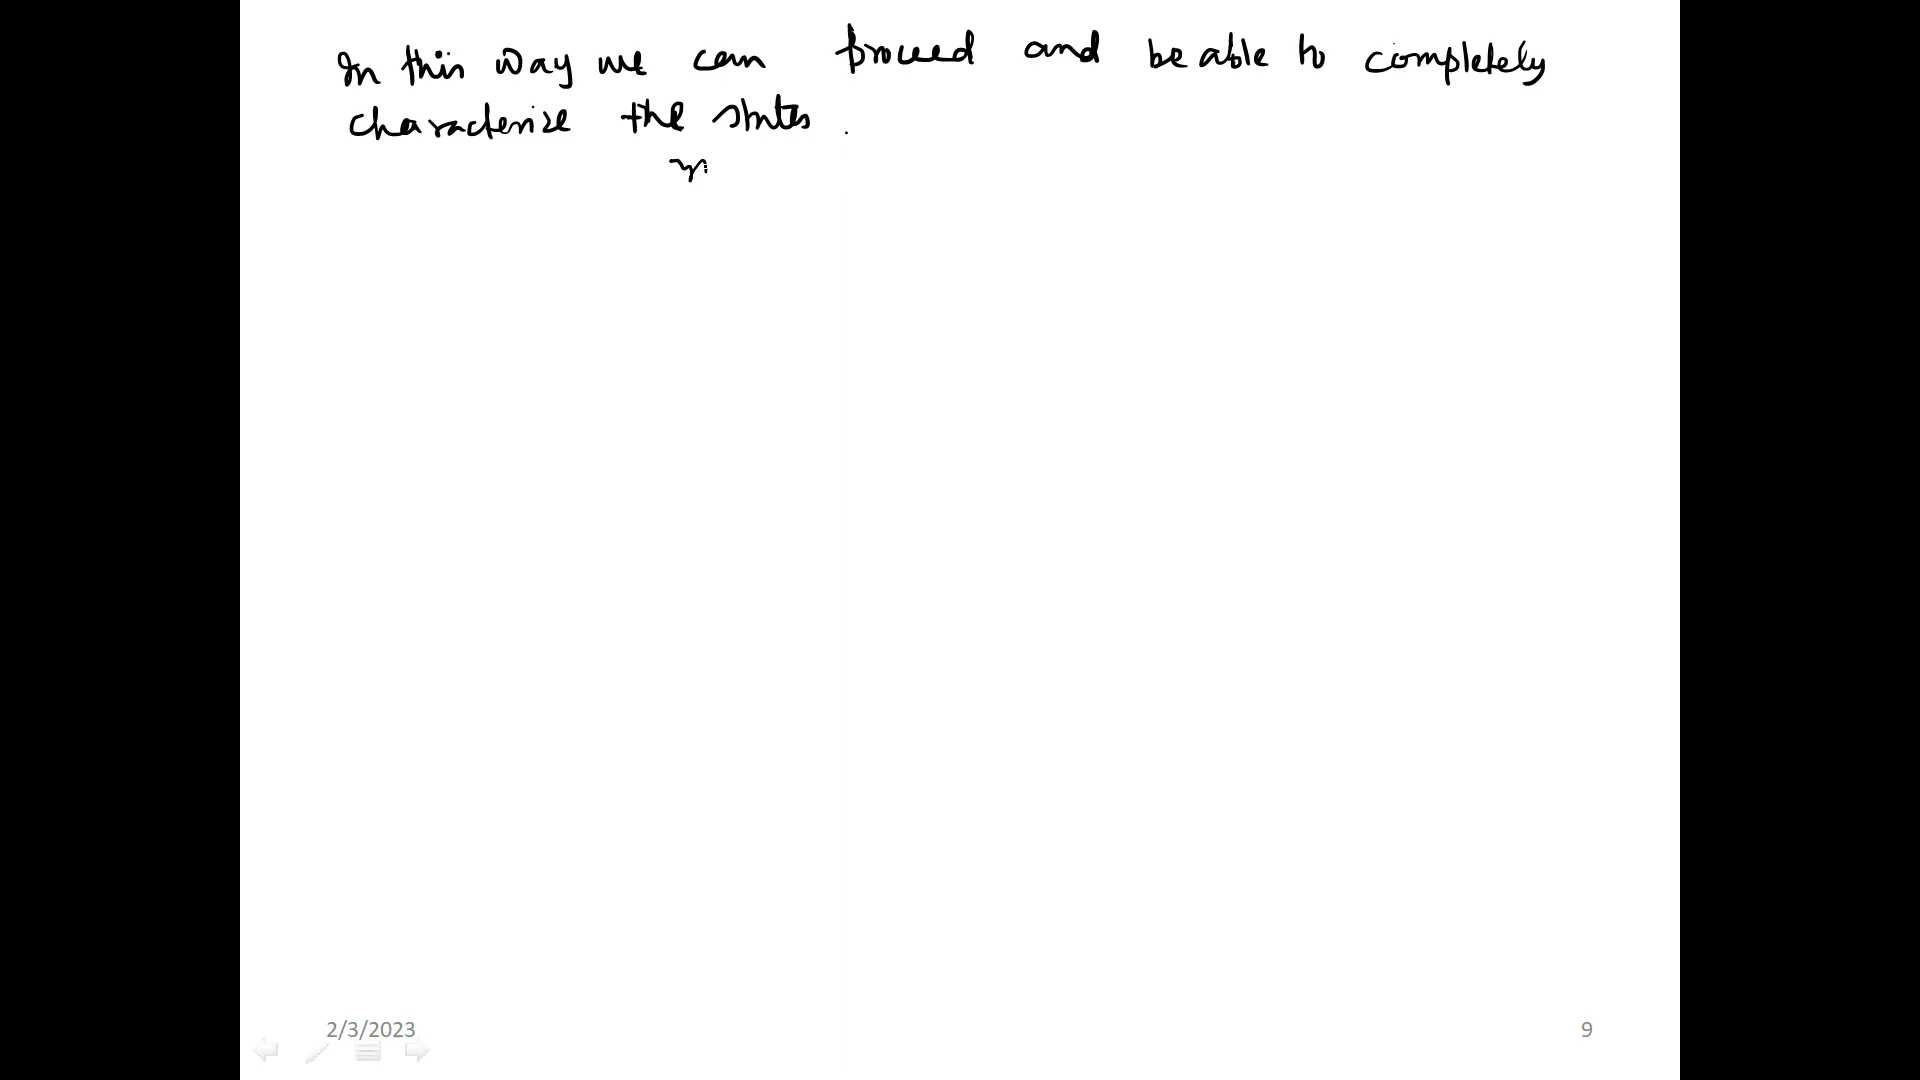 In this way we can proceed and be able to completely
characterize the states.
2/3/2023
9